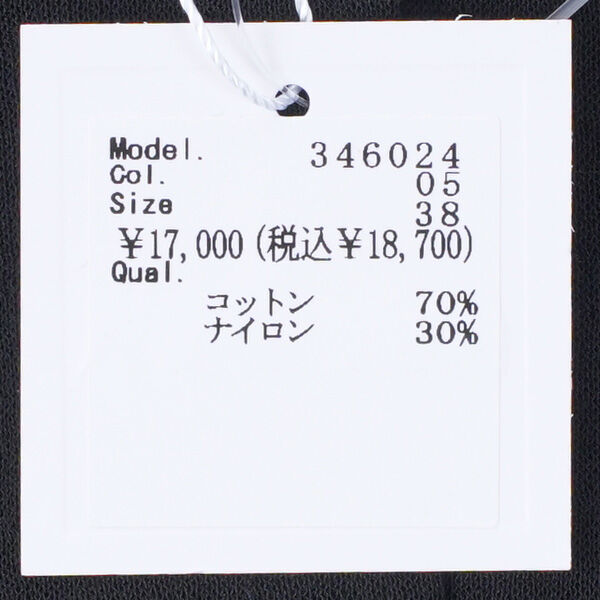 Model. 346024
Col. 05
Size 38
¥17,000 (税込¥18,700)
Qual.
コットン 70%
ナイロン 30%